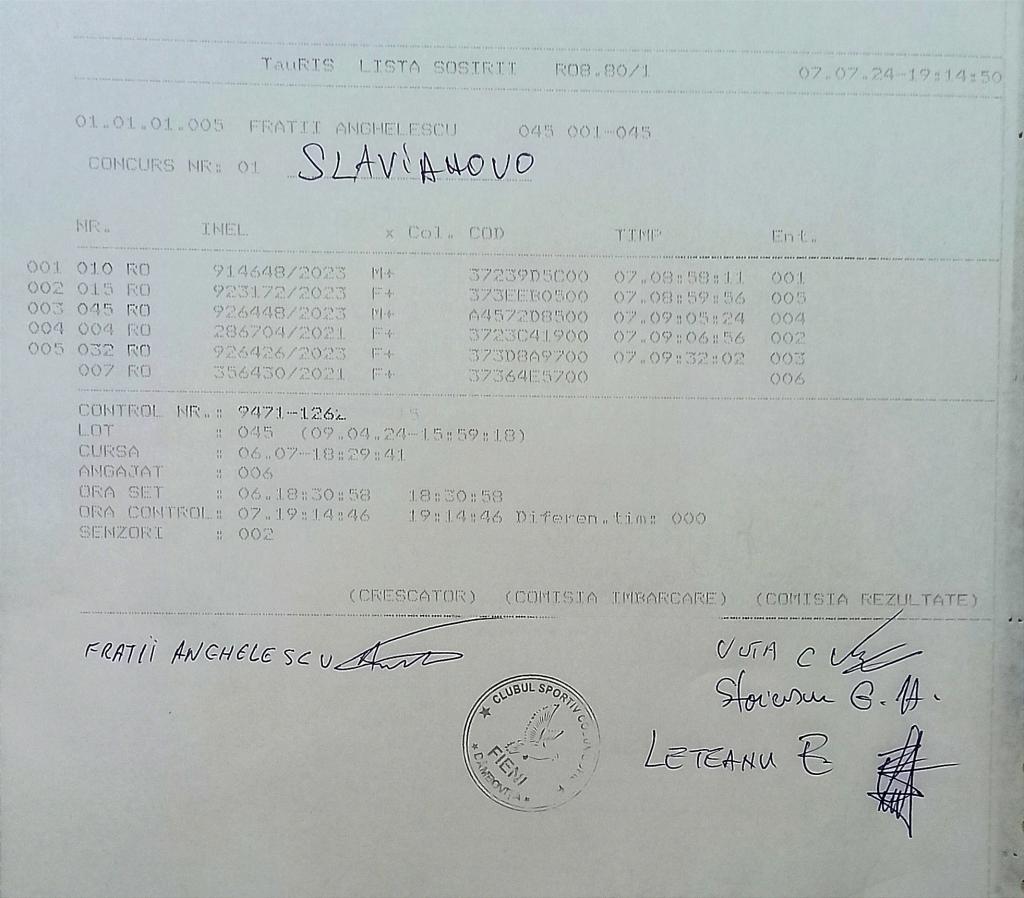 TauRIS LISTA SOSIRII R08.80/1 07.07.24-19:14:50
01.01.01.005 FRATII ANGHELESCU 045 001-045
CONCURS NR: 01 SLAVIANOVO
NR. INEL x Col. COD TIMP Ent.
001 010 RO 914648/2023 M+ 37239D5C00 07.08:58:11 001
002 015 RO 923172/2023 F+ 373EEB0500 07.08:59:56 005
003 045 RO 926448/2023 M+ A4572D8500 07.09:05:24 004
004 004 RO 286704/2021 F+ 3723C41900 07.09:06:56 002
005 032 RO 926426/2023 F+ 373D8A9700 07.09:32:02 003
007 RO 356430/2021 F+ 37364E5700 006
CONTROL NR.: 9471-126
LOT : 045 (09.04.24-15:59:18)
CURSA : 06.07-18:29:41
ANGAJAT : 006
ORA SET : 06.18:30:58 18:30:58
ORA CONTROL: 07.19:14:46 19:14:46 Diferen.tim: 000
SENZORI : 002
(CRESCATOR) (COMISIA IMBARCARE) (COMISIA REZULTATE)
FRATII ANGHELESCU
VUTA C
Stoicescu G. A.
LETEANU E
CLUBUL SPORTIV
FIENI
DAMBOVITA